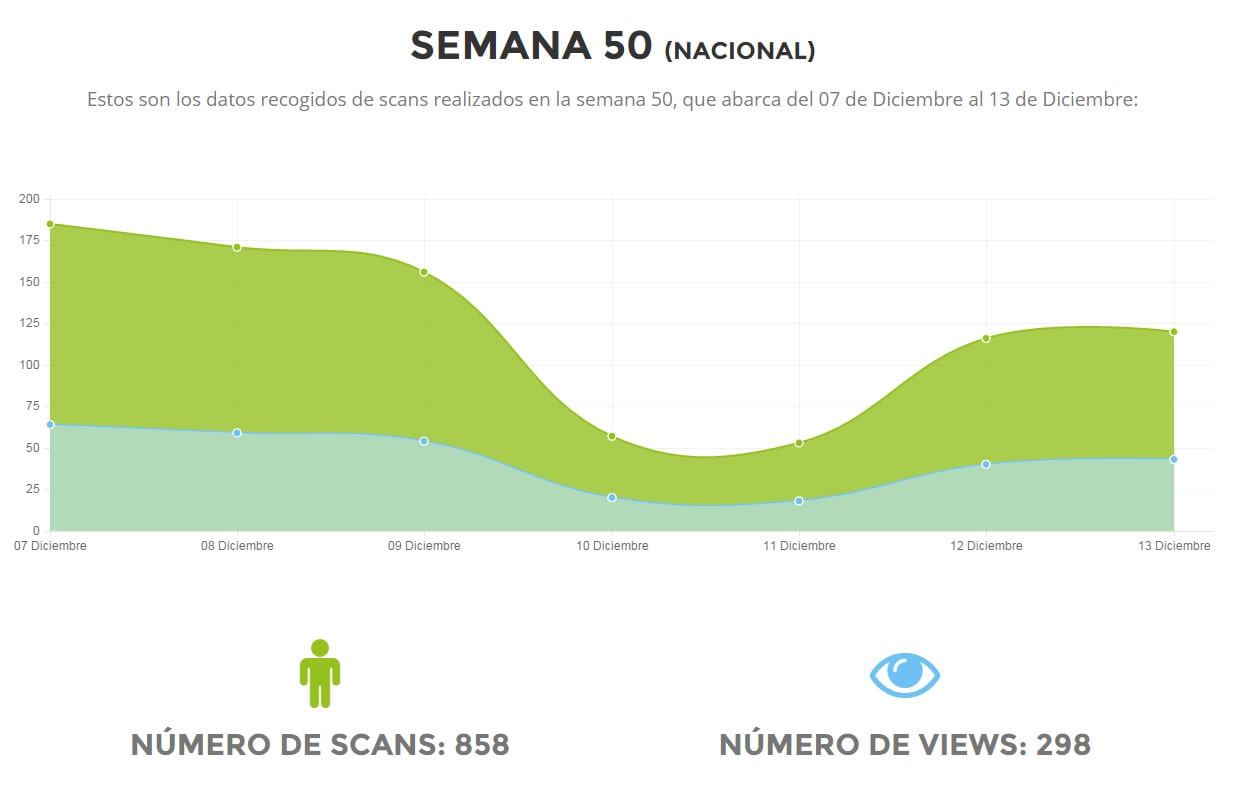 SEMANA 50 (NACIONAL)
Estos son los datos recogidos de scans realizados en la semana 50, que abarca del 07 de Diciembre al 13 de Diciembre:
200
175
150
125
100
75
50
25
0
07 Diciembre 08 Diciembre 09 Diciembre 10 Diciembre 11 Diciembre 12 Diciembre 13 Diciembre
NÚMERO DE SCANS: 858 NÚMERO DE VIEWS: 298